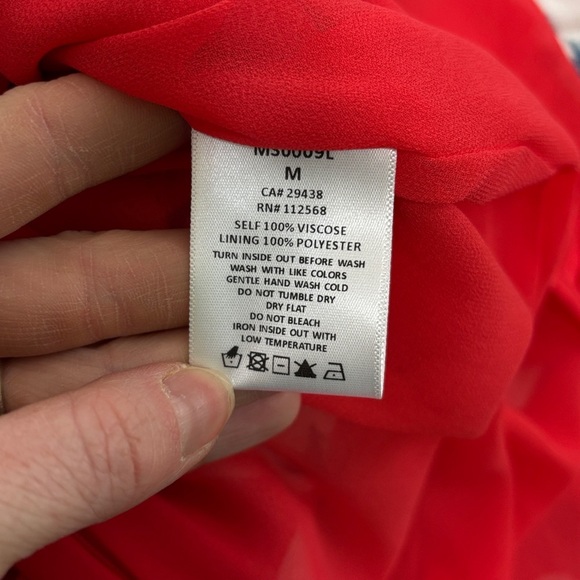 M
CA# 29438
RN# 112568
SELF 100% VISCOSE
LINING 100% POLYESTER
TURN INSIDE OUT BEFORE WASH
WASH WITH LIKE COLORS
GENTLE HAND WASH COLD
DO NOT TUMBLE DRY
DRY FLAT
DO NOT BLEACH
IRON INSIDE OUT WITH
LOW TEMPERATURE